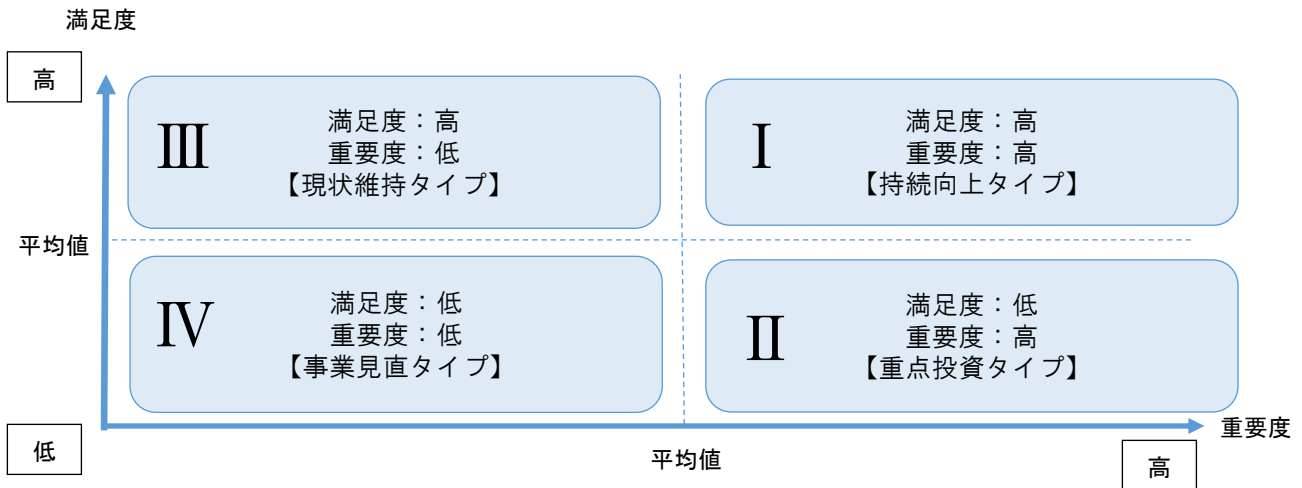 満足度
高
Ⅲ
満足度：高
重要度：低
【現状維持タイプ】
Ⅰ
満足度：高
重要度：高
【持続向上タイプ】
平均値
Ⅳ
満足度：低
重要度：低
【事業見直タイプ】
Ⅱ
満足度：低
重要度：高
【重点投資タイプ】
低
平均値
高
重要度